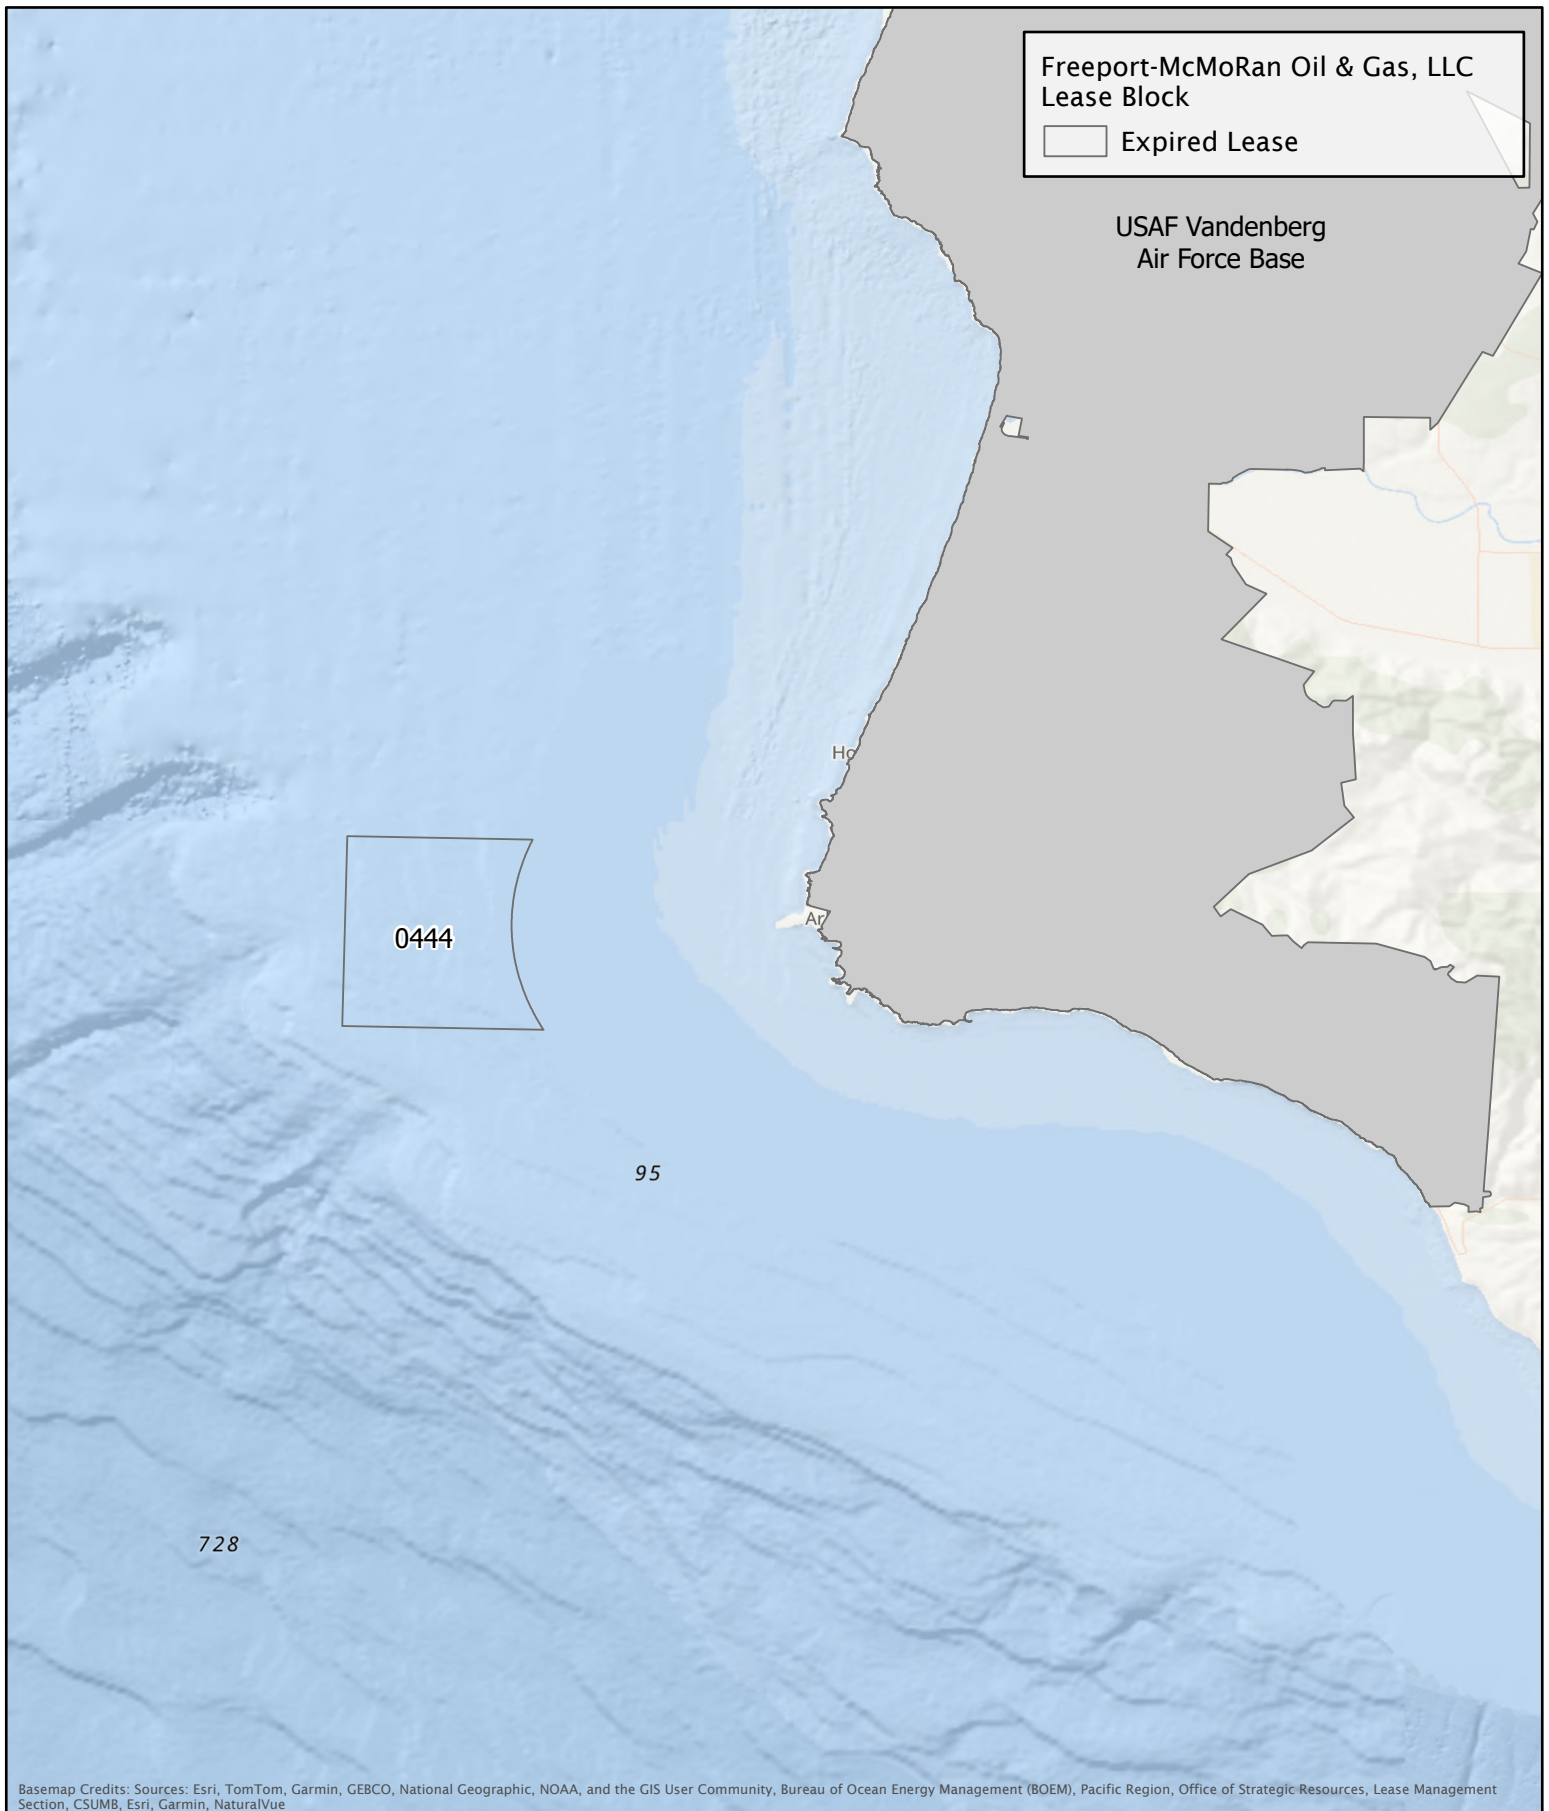 Freeport-McMoRan Oil & Gas, LLC
Lease Block
Expired Lease
USAF Vandenberg
Air Force Base
Ho
Ar
0444
95
728
Basemap Credits: Sources: Esri, TomTom, Garmin, GEBCO, National Geographic, NOAA, and the GIS User Community, Bureau of Ocean Energy Management (BOEM), Pacific Region, Office of Strategic Resources, Lease Management
Section, CSUMB, Esri, Garmin, NaturalVue